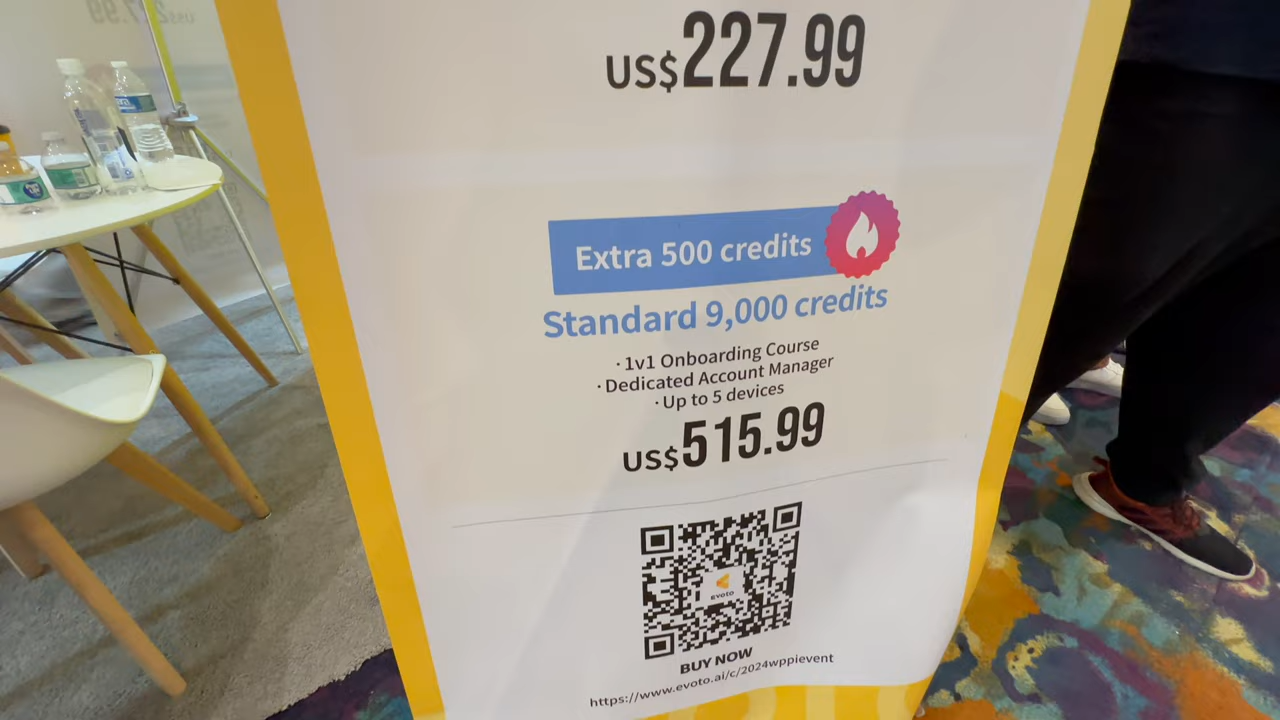 US$227.99
Extra 500 credits
Standard 9,000 credits
· 1v1 Onboarding Course
· Dedicated Account Manager
· Up to 5 devices
US$515.99
evoto
BUY NOW
https://www.evoto.ai/c/2024wppievent